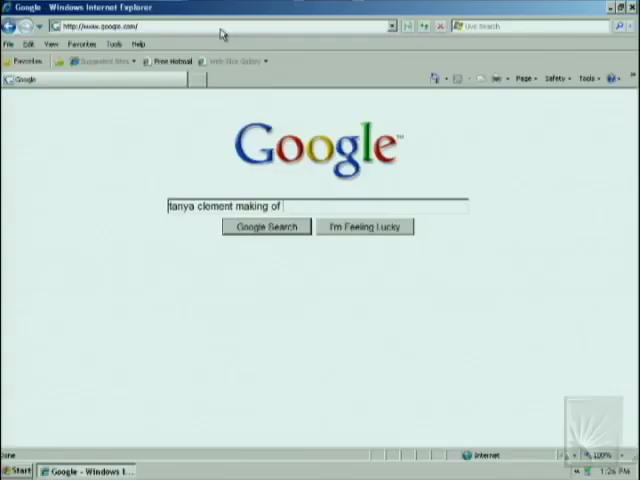 Google - Windows Internet Explorer
http://www.google.com/
Live Search
File Edit View Favorites Tools Help
Favorites Suggested Sites Free Hotmail Web Slice Gallery
Google
Page Safety Tools
Google™
tanya clement making of
Google Search I'm Feeling Lucky
Done Internet 100%
Start Google - Windows I... 1:26 PM